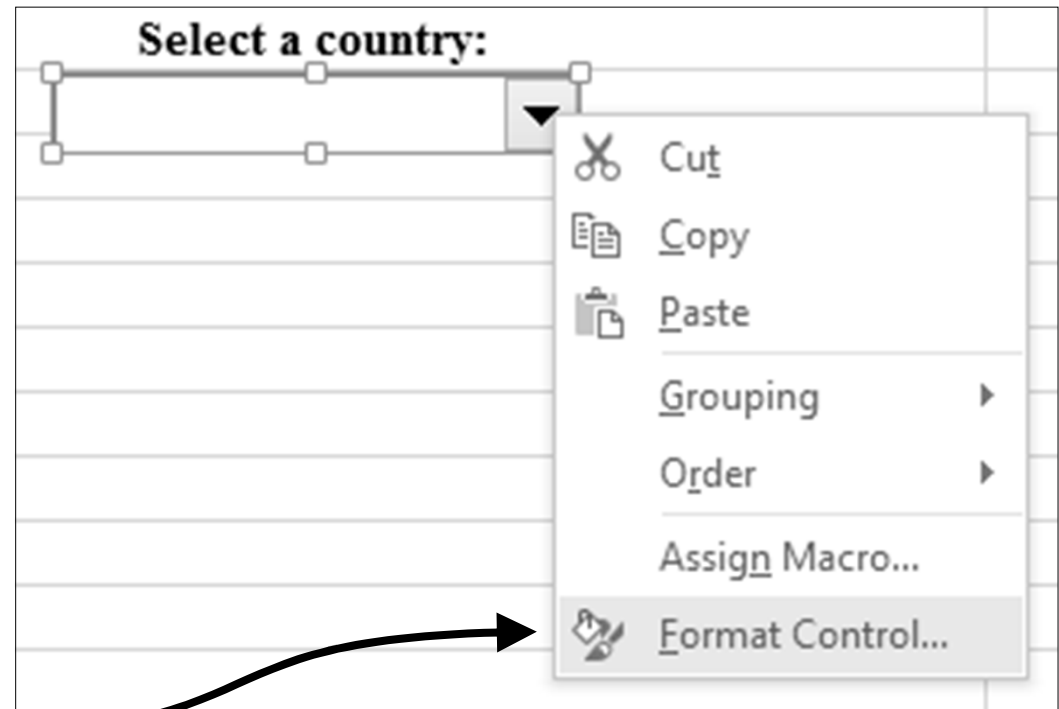 Select a country:
Cut
Copy
Paste
Grouping
Order
Assign Macro...
Format Control...